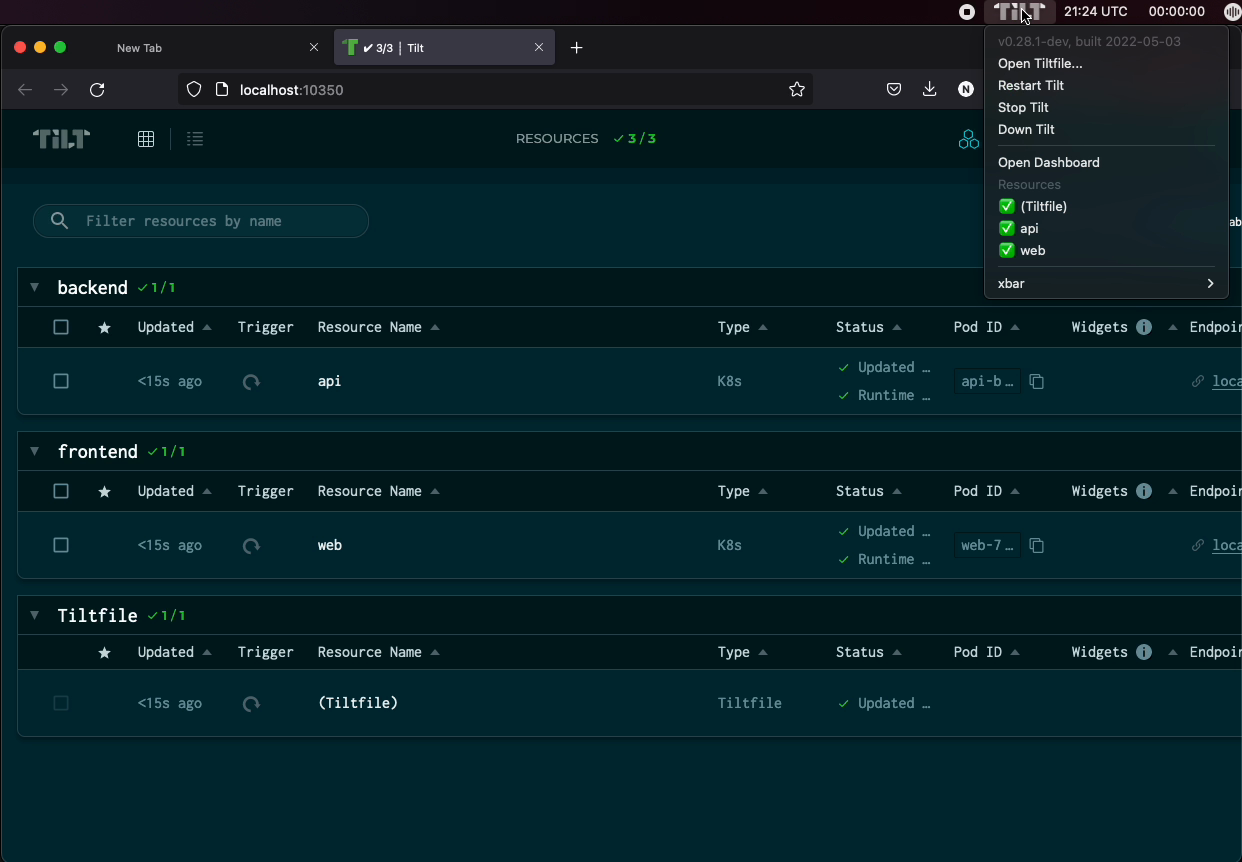 TILT 21:24 UTC 00:00:00
New Tab
✔ 3/3 | Tilt
localhost:10350
v0.28.1-dev, built 2022-05-03
Open Tiltfile...
Restart Tilt
Stop Tilt
Down Tilt
Open Dashboard
Resources
(Tiltfile)
api
web
xbar
TILT
RESOURCES 3/3
ab
Filter resources by name
backend 1/1
Updated Trigger Resource Name Type Status Pod ID Widgets Endpoin
<15s ago api K8s Updated … api-b… loca
Runtime …
frontend 1/1
Updated Trigger Resource Name Type Status Pod ID Widgets Endpoin
<15s ago web K8s Updated … web-7… loca
Runtime …
Tiltfile 1/1
Updated Trigger Resource Name Type Status Pod ID Widgets Endpoin
<15s ago (Tiltfile) Tiltfile Updated …